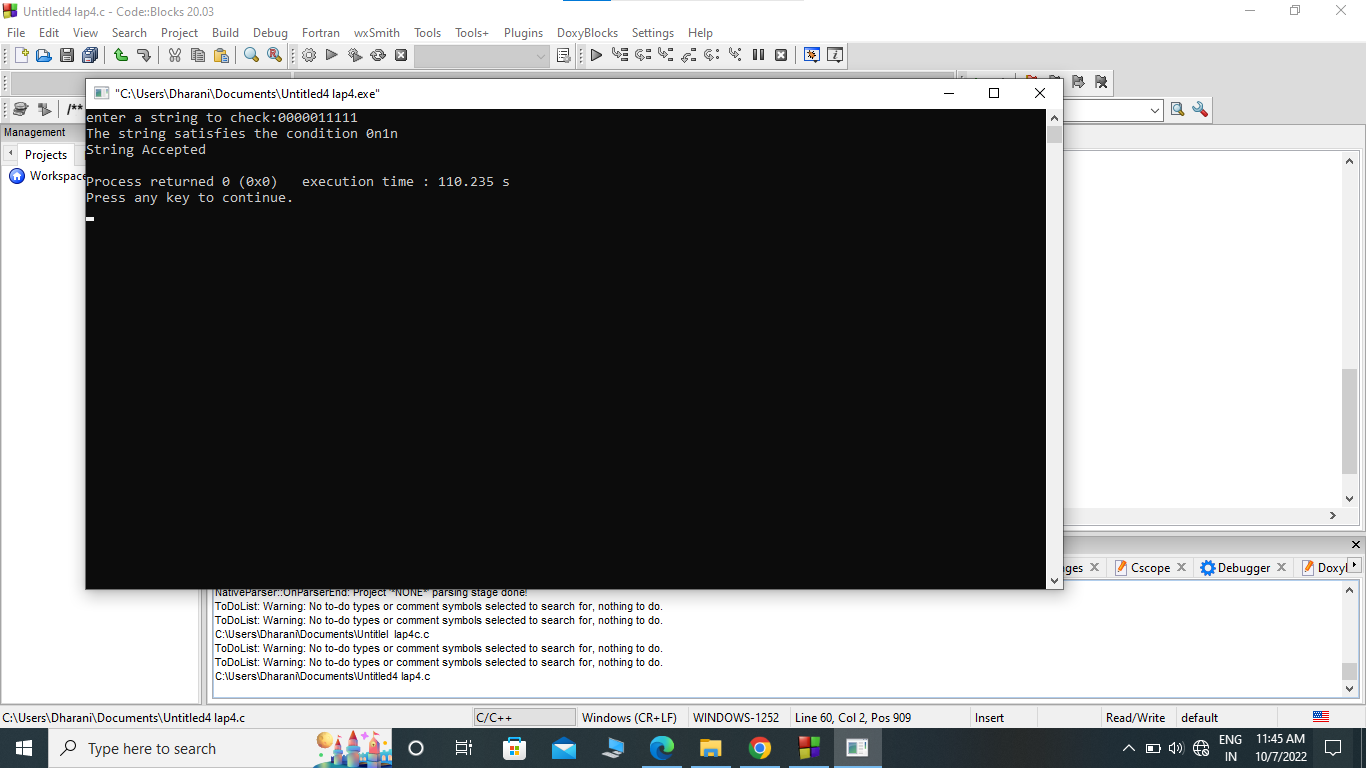 Untitled4 lap4.c - Code::Blocks 20.03
File Edit View Search Project Build Debug Fortran wxSmith Tools Tools+ Plugins DoxyBlocks Settings Help
/**
"C:\Users\Dharani\Documents\Untitled4 lap4.exe"
enter a string to check:0000011111
The string satisfies the condition 0n1n
String Accepted
Process returned 0 (0x0)   execution time : 110.235 s
Press any key to continue.
Management
Projects
Workspace
Cscope
Debugger
NativeParser::OnParserEnd: Project '*NONE*' parsing stage done!
ToDoList: Warning: No to-do types or comment symbols selected to search for, nothing to do.
ToDoList: Warning: No to-do types or comment symbols selected to search for, nothing to do.
C:\Users\Dharani\Documents\Untitlel  lap4c.c
ToDoList: Warning: No to-do types or comment symbols selected to search for, nothing to do.
ToDoList: Warning: No to-do types or comment symbols selected to search for, nothing to do.
C:\Users\Dharani\Documents\Untitled4 lap4.c
C:\Users\Dharani\Documents\Untitled4 lap4.c C/C++ Windows (CR+LF) WINDOWS-1252 Line 60, Col 2, Pos 909 Insert Read/Write default
Type here to search
ENG
IN
11:45 AM
10/7/2022